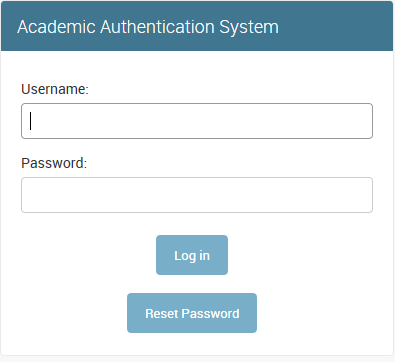 Academic Authentication System
Username:
Password:
Log in
Reset Password